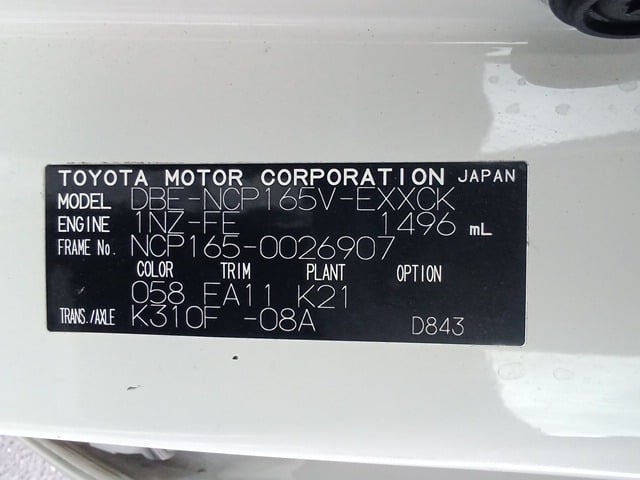 TOYOTA MOTOR CORPORATION JAPAN
MODEL DBE-NCP165V-EXXCK
ENGINE 1NZ-FE 1496 mL
FRAME No. NCP165-0026907
COLOR TRIM PLANT OPTION
058 EA11 K21
TRANS./AXLE K310F -08A D843